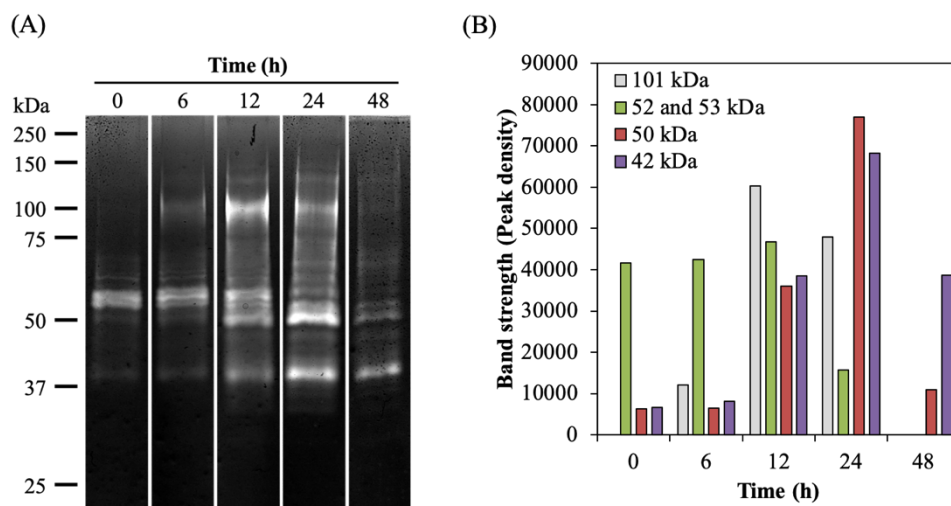 (A)
Time (h)
kDa 0 6 12 24 48
250
150
100
75
50
37
25
(B)
Band strength (Peak density)
90000
80000
70000
60000
50000
40000
30000
20000
10000
0
101 kDa
52 and 53 kDa
50 kDa
42 kDa
0 6 12 24 48
Time (h)